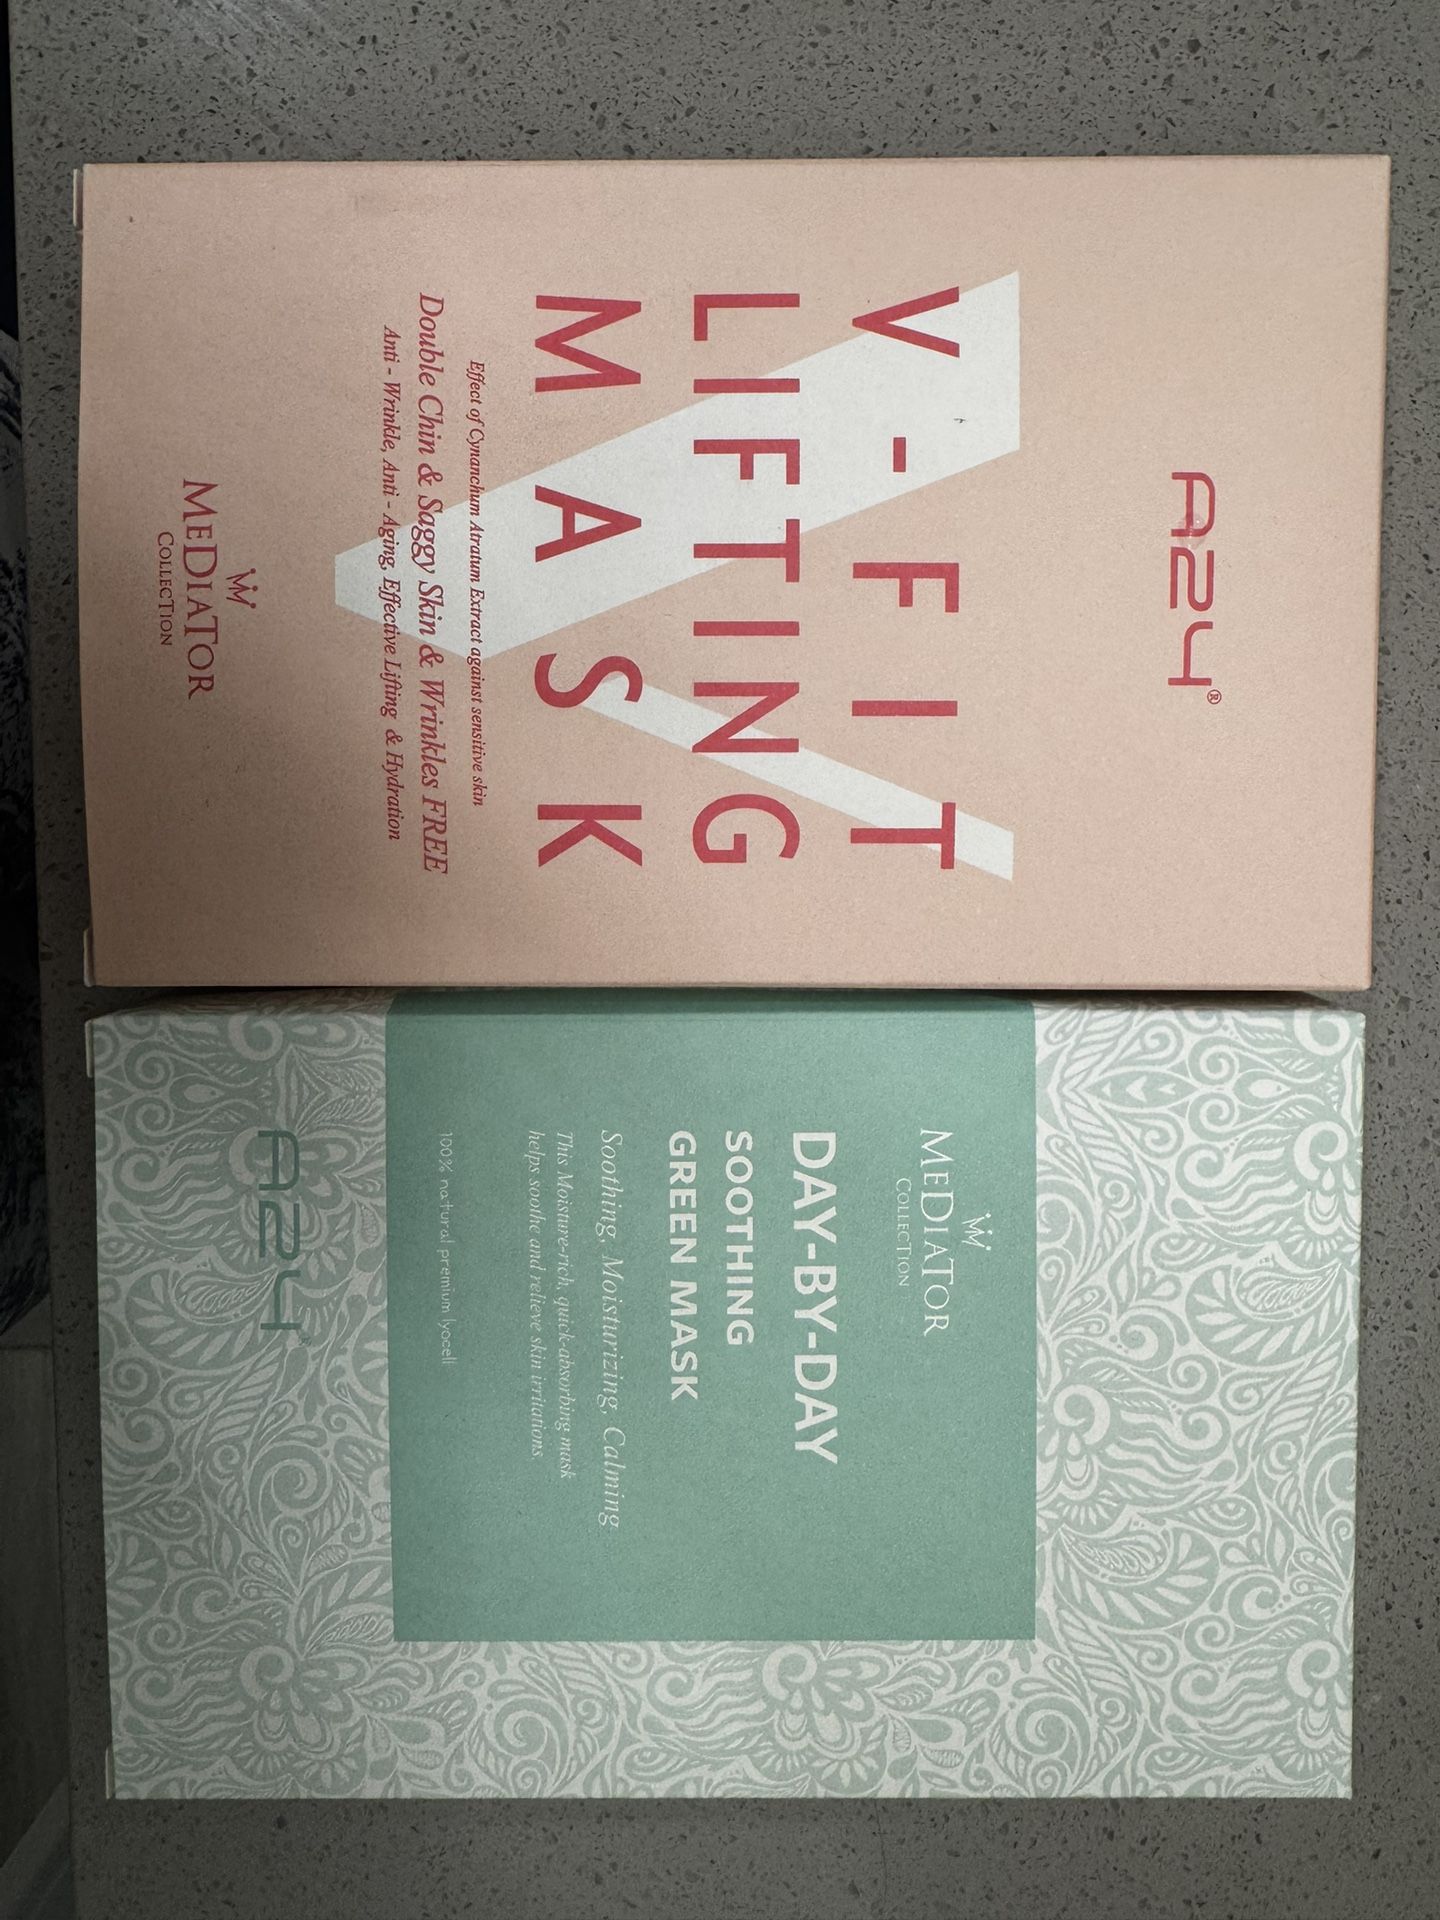 A24®
V-FIT
LIFTING
MASK
Effect of Cynanchum Atratum Extract against sensitive skin
Double Chin & Saggy Skin & Wrinkles FREE
Anti - Wrinkle, Anti - Aging, Effective Lifting & Hydration
MEDIATOR
COLLECTION
MEDIATOR
COLLECTION
DAY-BY-DAY
SOOTHING
GREEN MASK
Soothing, Moisturizing, Calming
This Moisture-rich, quick-absorbing mask
helps soothe and relieve skin irritations.
100% natural premium lyocell
A24®